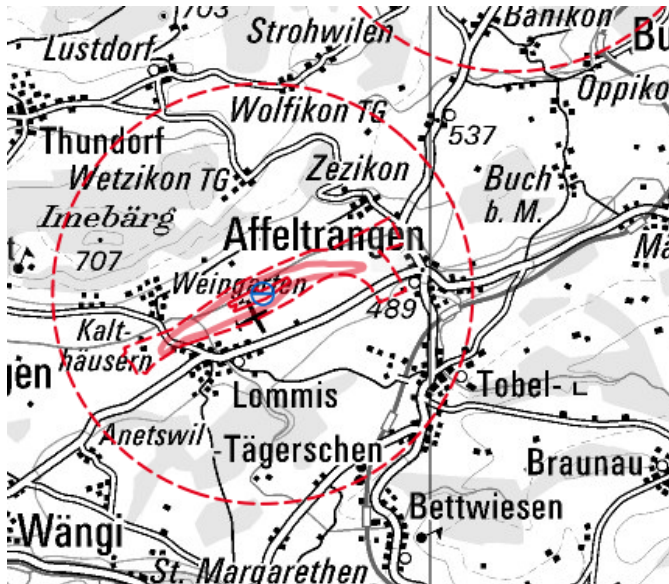 703
Lustdorf
Strohwilen
Bänikon
Bu
Oppiko
Wolfikon TG
Thundorf
537
Zezikon
Wetzikon TG
Buch
b. M.
Imebärg
707
Affeltrangen
Ma
t
Weingarten
489
Kalt-
häusern
gen
Lommis
Tobel-
Anetswil
-Tägerschen
Braunau
Bettwiesen
Wängi
St. Margarethen